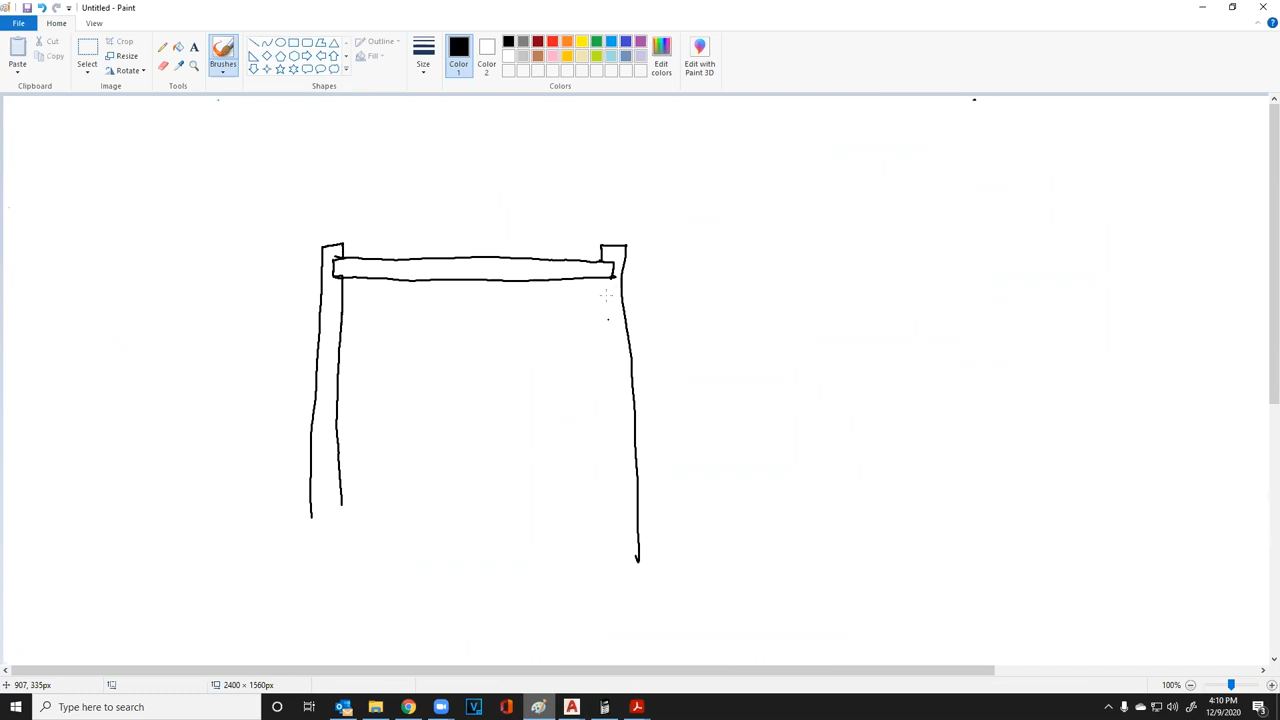 Untitled - Paint
File Home View
Paste Cut Copy Clipboard
Select Crop Resize Rotate Image
Tools
Brushes
Outline Fill Shapes
Size
Color 1 Color 2 Edit colors Colors
Edit with Paint 3D
907, 335px 2400 × 1560px 100%
Type here to search
4:10 PM
12/9/2020